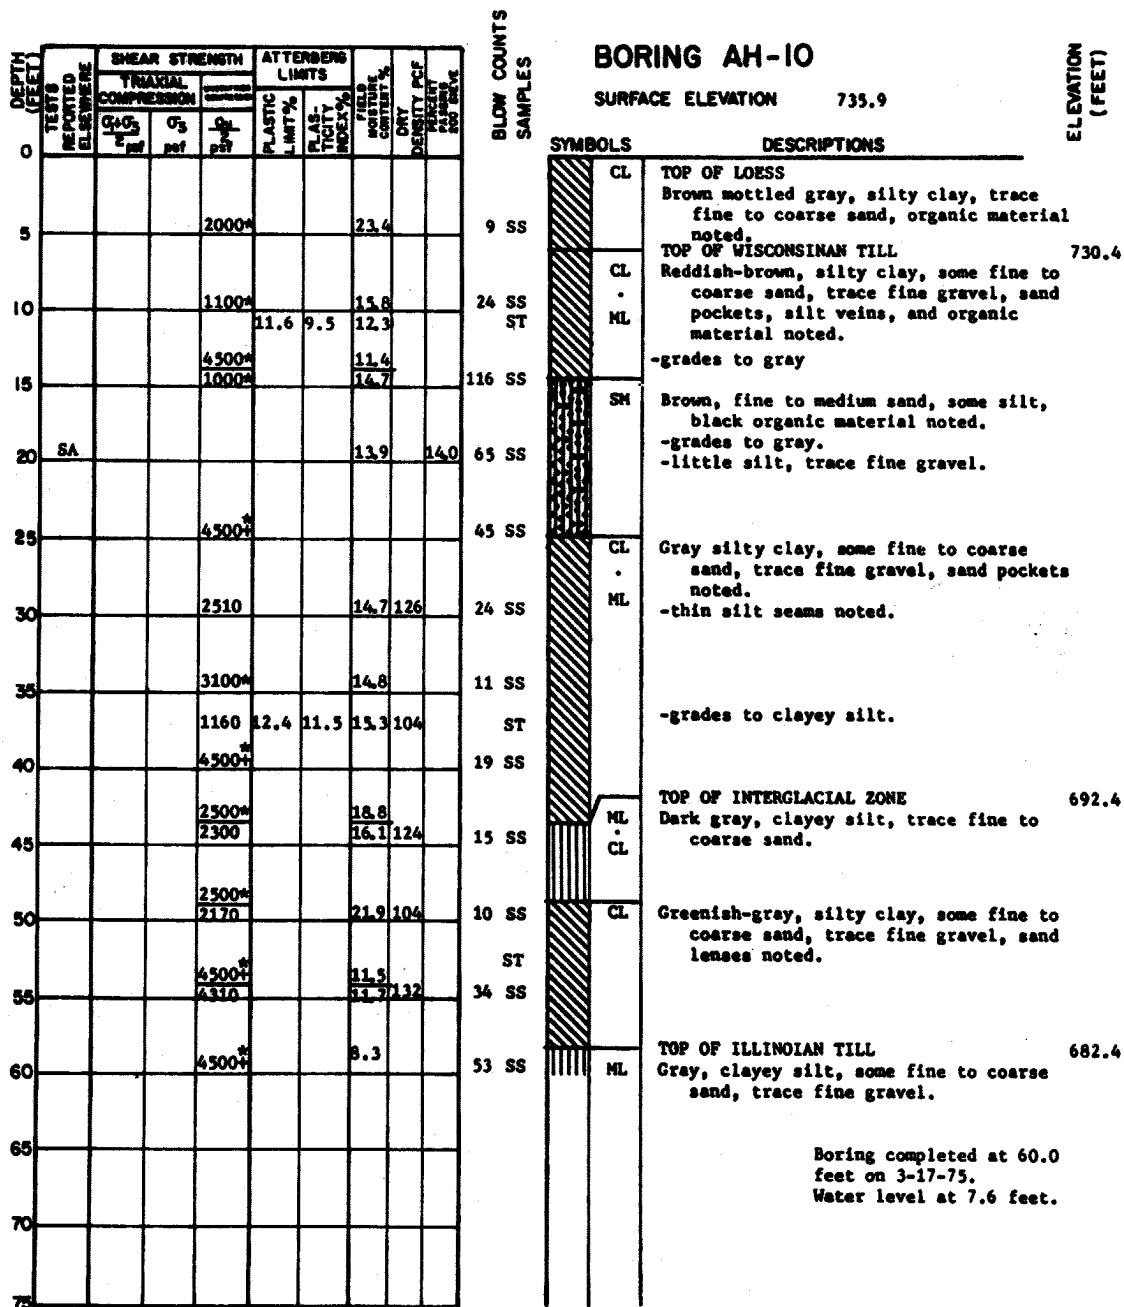 BORING AH-10
SURFACE ELEVATION 735.9
ELEVATION (FEET)
DEPTH (FEET)
TESTS REPORTED ELSEWHERE
SHEAR STRENGTH
TRIAXIAL COMPRESSION
psf
σ3 psf
psf
ATTERBERG LIMITS
PLASTIC LIMIT %
PLASTICITY INDEX %
FIELD MOISTURE CONTENT %
DRY DENSITY PCF
PERCENT PASSING 200 SIEVE
BLOW COUNTS
SAMPLES
SYMBOLS DESCRIPTIONS
0
CL TOP OF LOESS
Brown mottled gray, silty clay, trace
fine to coarse sand, organic material
noted.
5 2000* 23.4 9 SS
TOP OF WISCONSINAN TILL 730.4
CL Reddish-brown, silty clay, some fine to
· coarse sand, trace fine gravel, sand
ML pockets, silt veins, and organic
material noted.
10 1100* 15.8 24 SS
11.6 9.5 12.3 ST
-grades to gray
4500* 11.4
15 1000* 14.7 116 SS
SM Brown, fine to medium sand, some silt,
black organic material noted.
-grades to gray.
-little silt, trace fine gravel.
20 SA 13.9 14.0 65 SS
25 4500+* 45 SS
CL Gray silty clay, some fine to coarse
· sand, trace fine gravel, sand pockets
ML noted.
-thin silt seams noted.
30 2510 14.7 126 24 SS
35 3100* 14.8 11 SS
1160 12.4 11.5 15.3 104 ST
-grades to clayey silt.
40 4500+* 19 SS
TOP OF INTERGLACIAL ZONE 692.4
ML Dark gray, clayey silt, trace fine to
· coarse sand.
CL
2500* 18.8
45 2300 16.1 124 15 SS
2500*
50 2170 21.9 104 10 SS
CL Greenish-gray, silty clay, some fine to
coarse sand, trace fine gravel, sand
lenses noted.
ST
4500+* 11.5
55 4310 11.7 132 34 SS
TOP OF ILLINOIAN TILL 682.4
60 4500+* 8.3 53 SS
ML Gray, clayey silt, some fine to coarse
sand, trace fine gravel.
65
Boring completed at 60.0
feet on 3-17-75.
Water level at 7.6 feet.
70
75